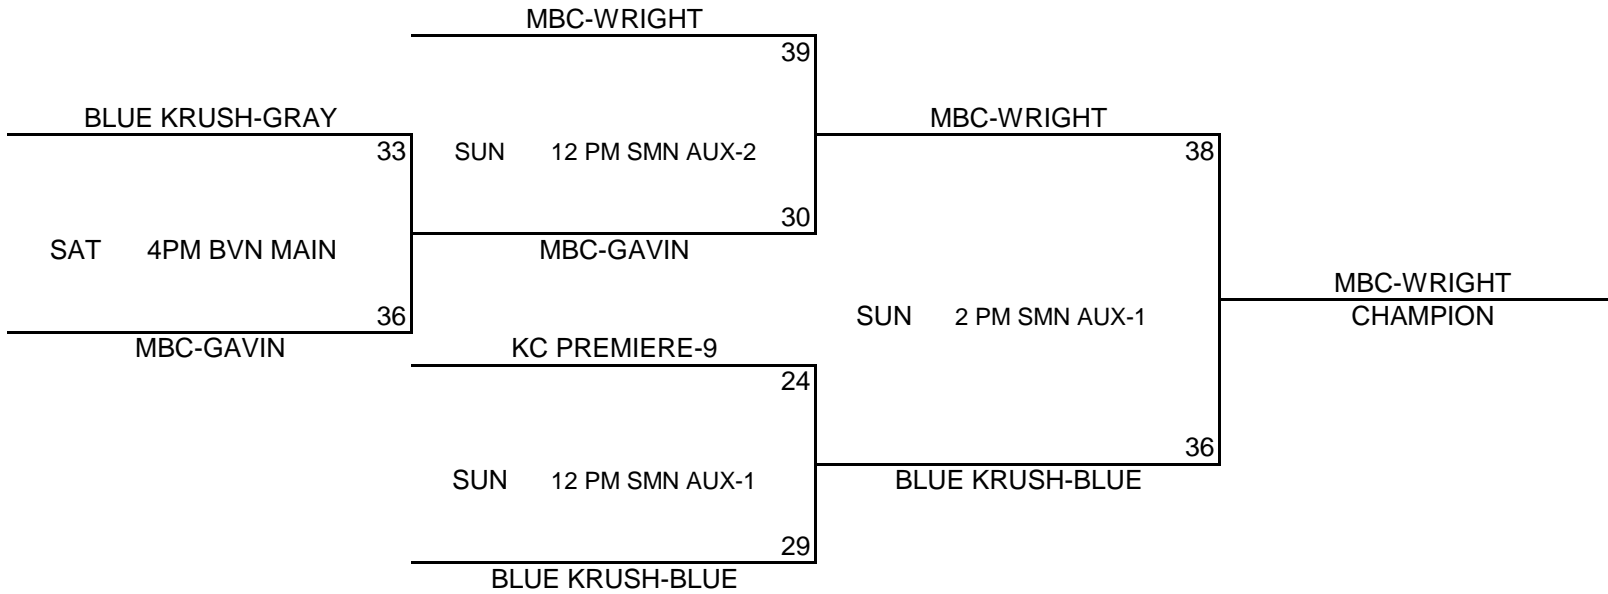 MBC-WRIGHT
39
BLUE KRUSH-GRAY
MBC-WRIGHT
33
SUN 12 PM SMN AUX-2
38
30
SAT 4PM BVN MAIN
MBC-GAVIN
MBC-WRIGHT
36
SUN 2 PM SMN AUX-1
CHAMPION
MBC-GAVIN
KC PREMIERE-9
24
36
SUN 12 PM SMN AUX-1
BLUE KRUSH-BLUE
29
BLUE KRUSH-BLUE